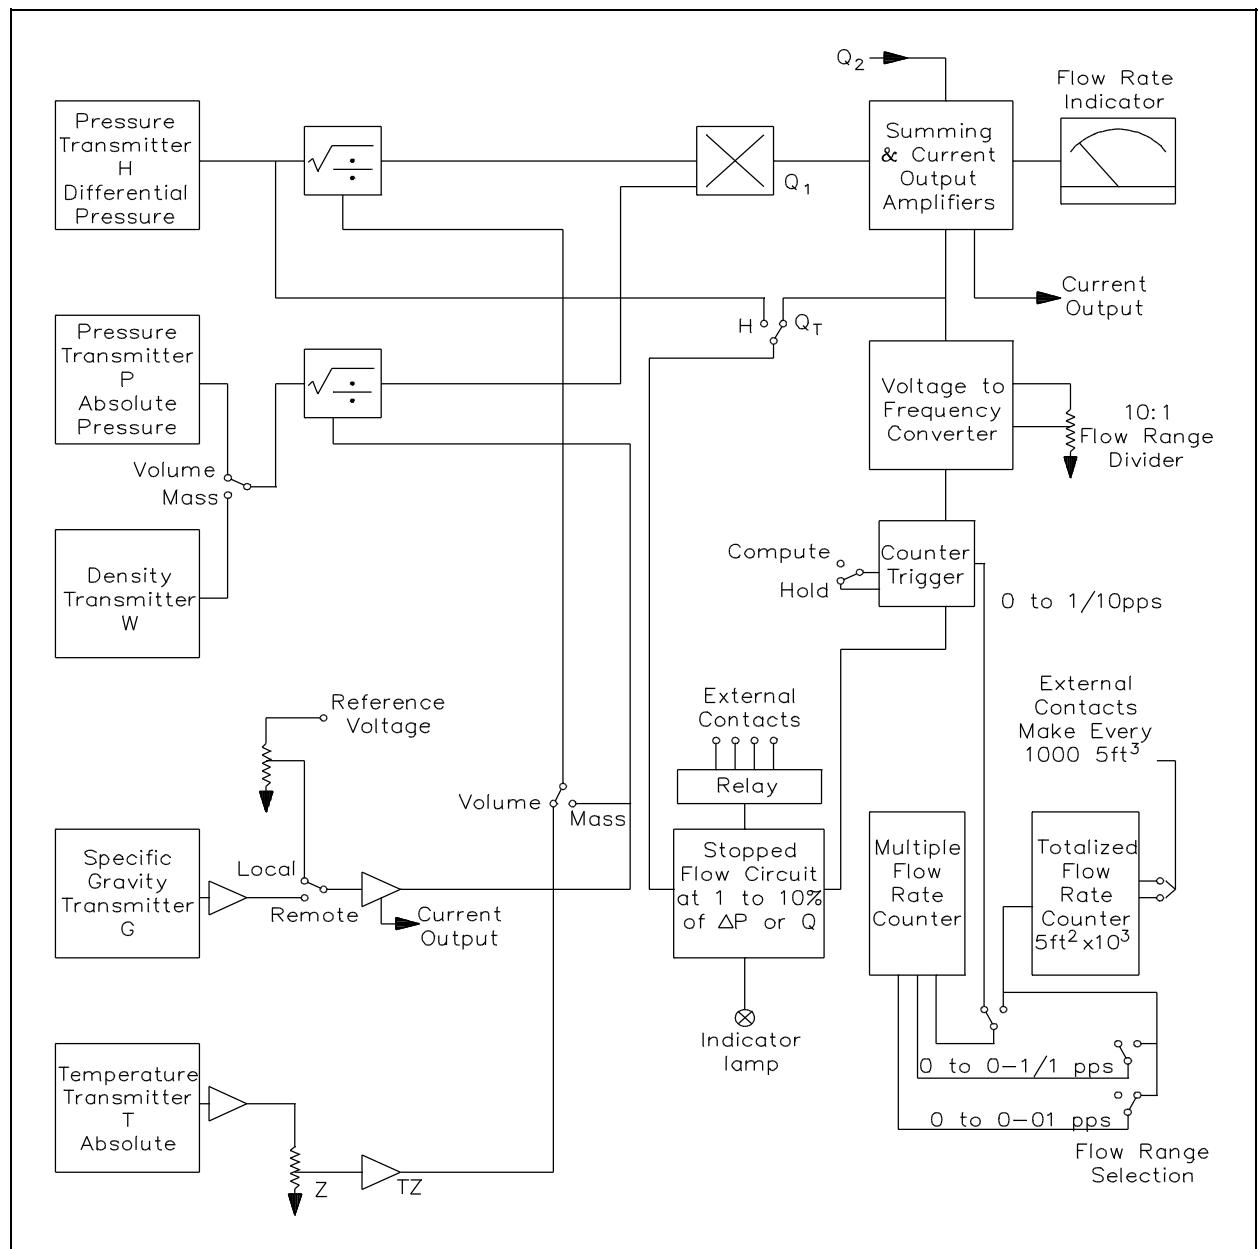 Q2
Flow Rate
Indicator
Pressure
Transmitter
H
Differential
Pressure
√ ÷
Q1
Summing
& Current
Output
Amplifiers
Current
Output
Pressure
Transmitter
P
Absolute
Pressure
√ ÷
H
QT
Voltage to
Frequency
Converter
10:1
Flow Range
Divider
Volume
Mass
Density
Transmitter
W
Compute
Hold
Counter
Trigger
0 to 1/10pps
Reference
Voltage
External
Contacts
Relay
External
Contacts
Make Every
1000 5ft³
Volume
Mass
Specific
Gravity
Transmitter
G
Local
Remote
Current
Output
Stopped
Flow Circuit
at 1 to 10%
of ΔP or Q
Multiple
Flow
Rate
Counter
Totalized
Flow
Rate
Counter
5ft²x10³
Indicator
lamp
Temperature
Transmitter
T
Absolute
Z
TZ
0 to 0-1/1 pps
0 to 0-01 pps
Flow Range
Selection